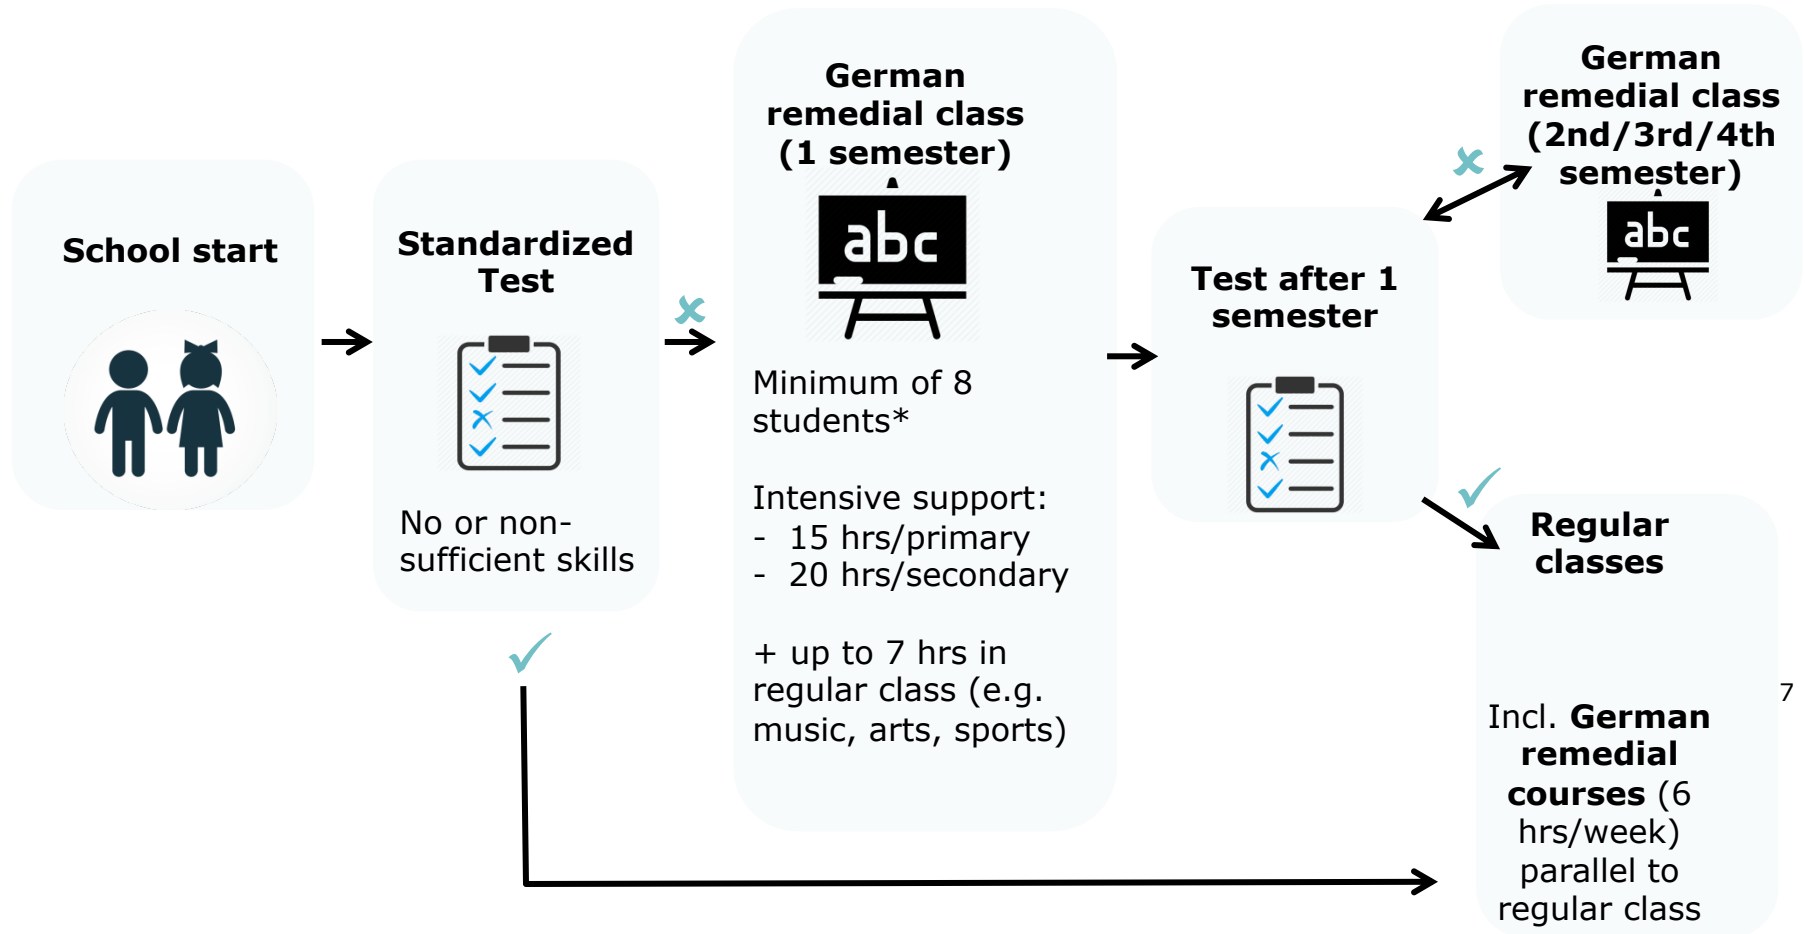 School start
Standardized
Test
No or non-
sufficient skills
German
remedial class
(1 semester)
abc
Minimum of 8
students*
Intensive support:
- 15 hrs/primary
- 20 hrs/secondary
+ up to 7 hrs in
regular class (e.g.
music, arts, sports)
Test after 1
semester
German
remedial class
(2nd/3rd/4th
semester)
abc
Regular
classes
Incl. German
remedial
courses (6
hrs/week)
parallel to
regular class
7